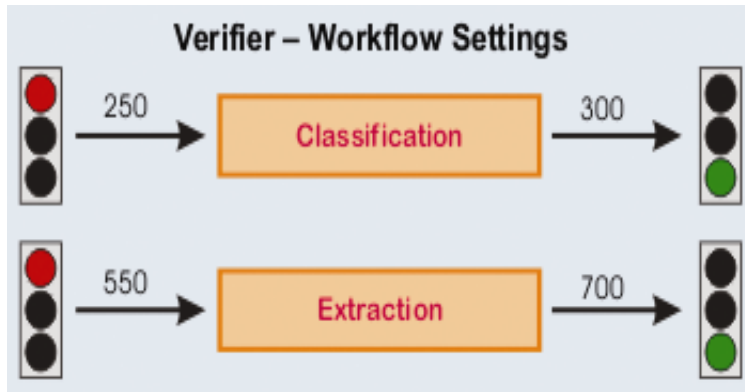 Verifier – Workflow Settings
250
Classification
300
550
Extraction
700